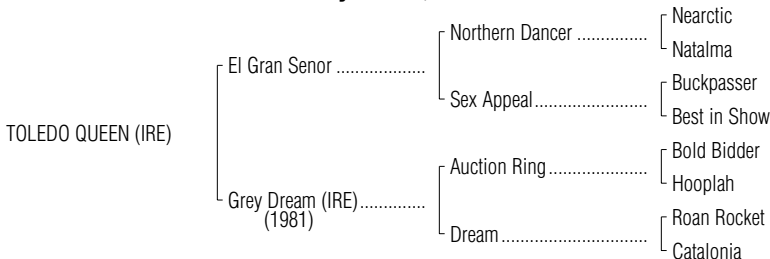 Nearctic
Northern Dancer ...............
Natalma
El Gran Senor ...................
Buckpasser
Sex Appeal........................
Best in Show
TOLEDO QUEEN (IRE)
Bold Bidder
Auction Ring .....................
Hooplah
Grey Dream (IRE)..............
(1981)
Roan Rocket
Dream...............................
Catalonia